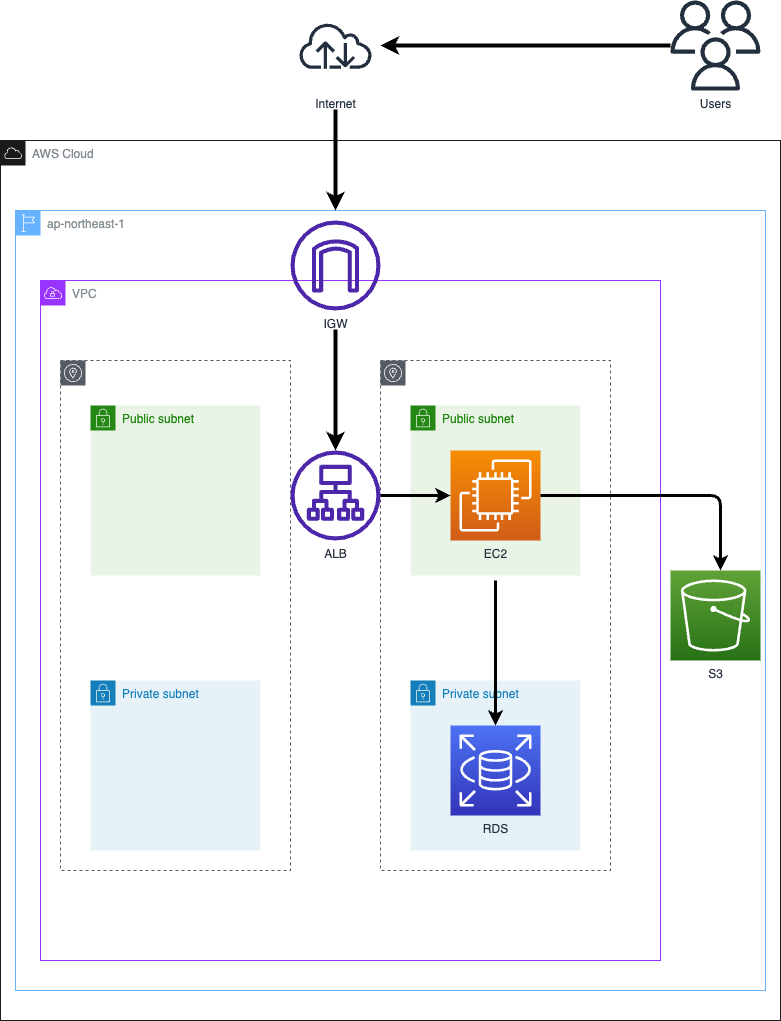 Internet
Users
AWS Cloud
ap-northeast-1
VPC
IGW
Public subnet
Public subnet
ALB
EC2
S3
Private subnet
Private subnet
RDS